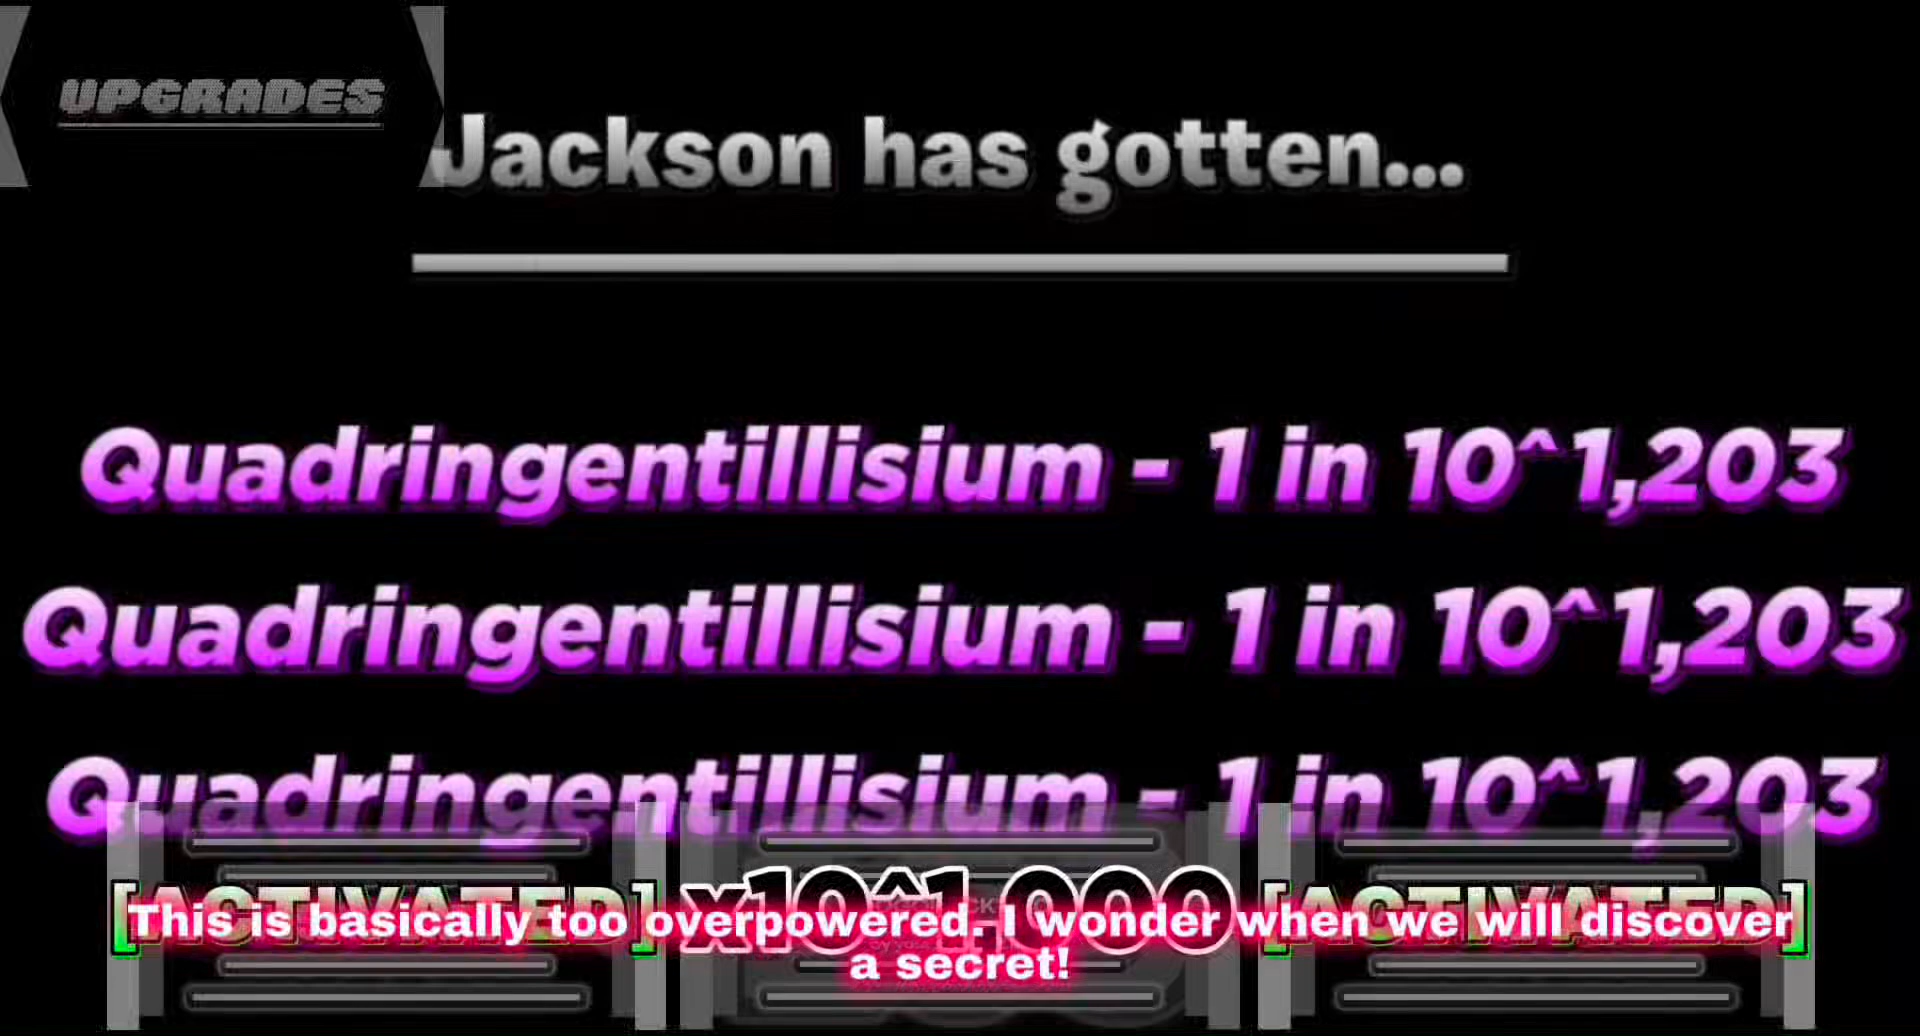 UPGRADES
Jackson has gotten...
Quadringentillisium - 1 in 10^1,203
Quadringentillisium - 1 in 10^1,203
Quadringentillisium - 1 in 10^1,203
[ACTIVATED] x10^1,000 [ACTIVATED]
This is basically too overpowered. I wonder when we will discover
a secret!